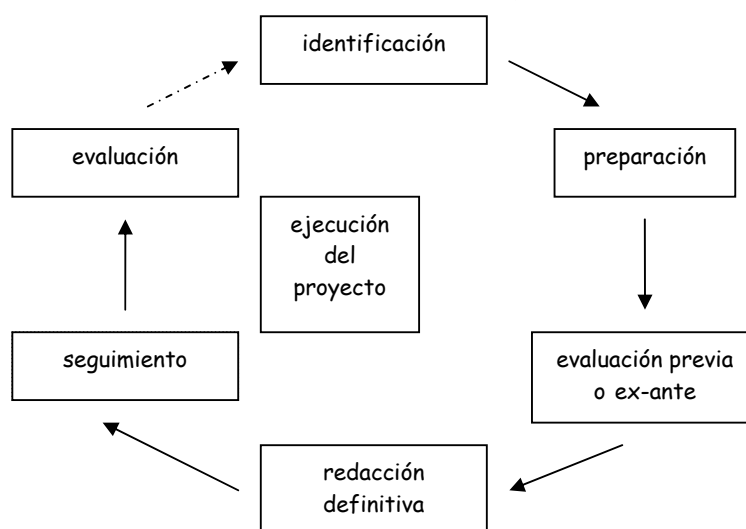 identificación
evaluación
preparación
ejecución
del
proyecto
seguimiento
evaluación previa
o ex-ante
redacción
definitiva